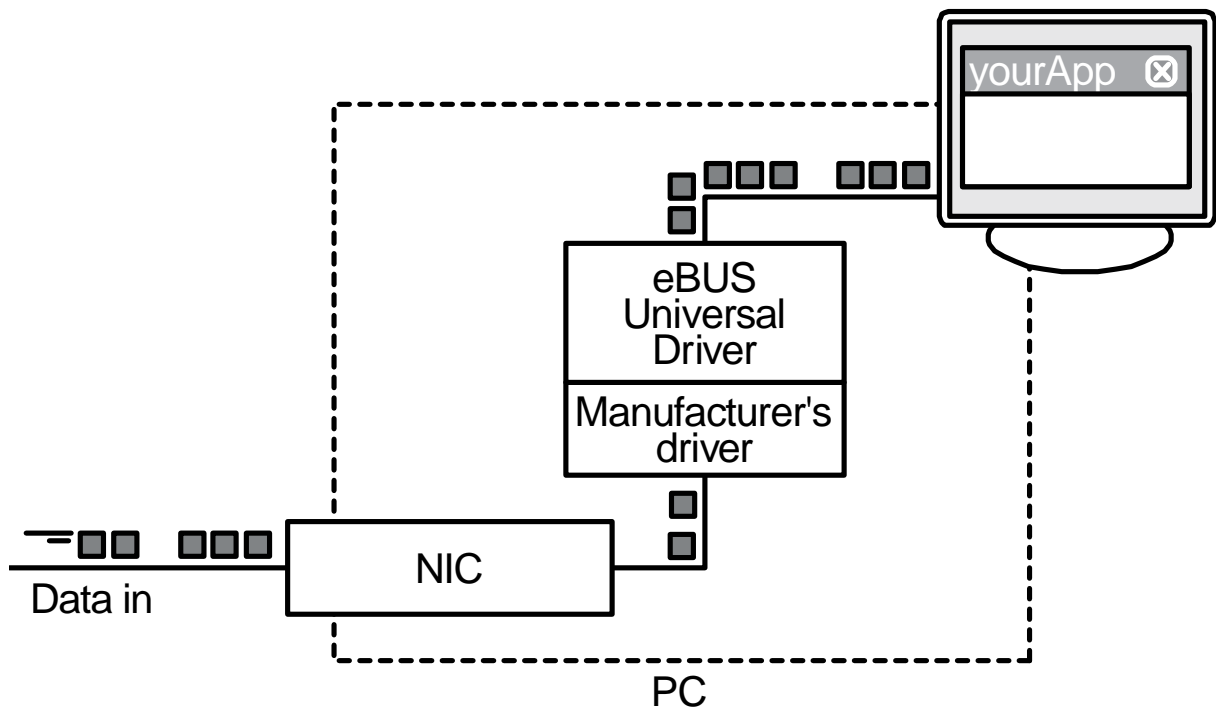 yourApp
eBUS
Universal
Driver
Manufacturer's
driver
NIC
Data in
PC